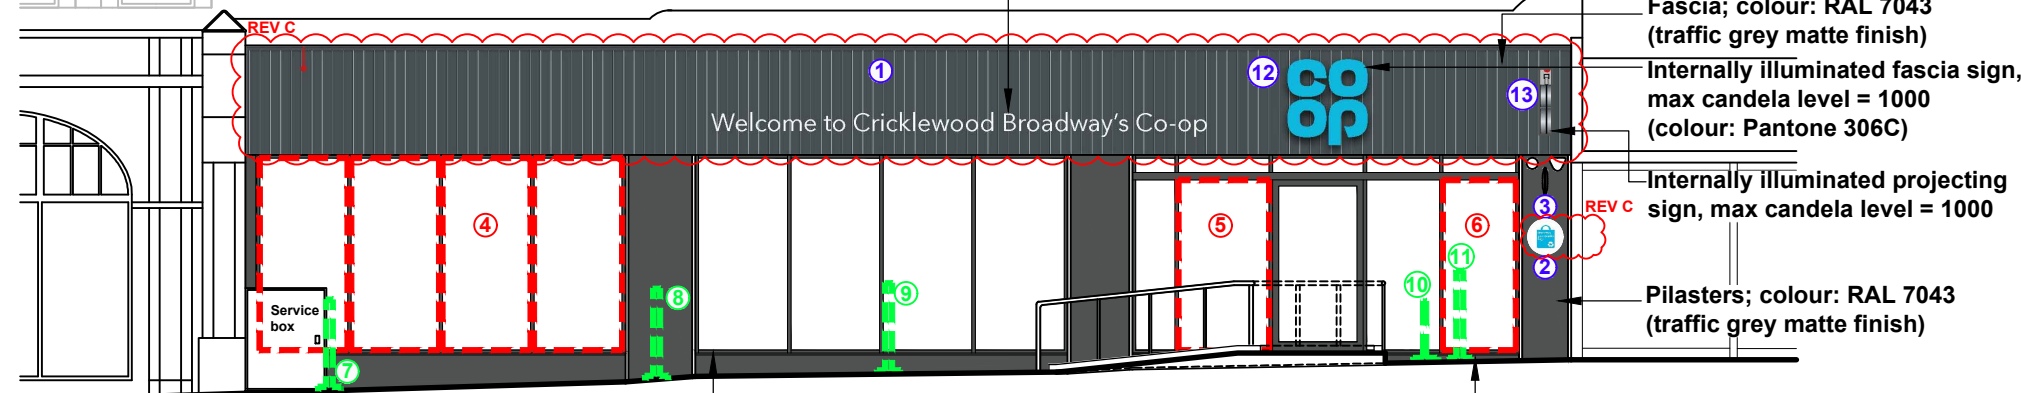 REV C
1
12
co
op
13
Welcome to Cricklewood Broadway's Co-op
Fascia; colour: RAL 7043
(traffic grey matte finish)
Internally illuminated fascia sign,
max candela level = 1000
(colour: Pantone 306C)
Internally illuminated projecting
sign, max candela level = 1000
4
5
6
3
REV C
2
11
8
9
10
Service
box
7
Pilasters; colour: RAL 7043
(traffic grey matte finish)